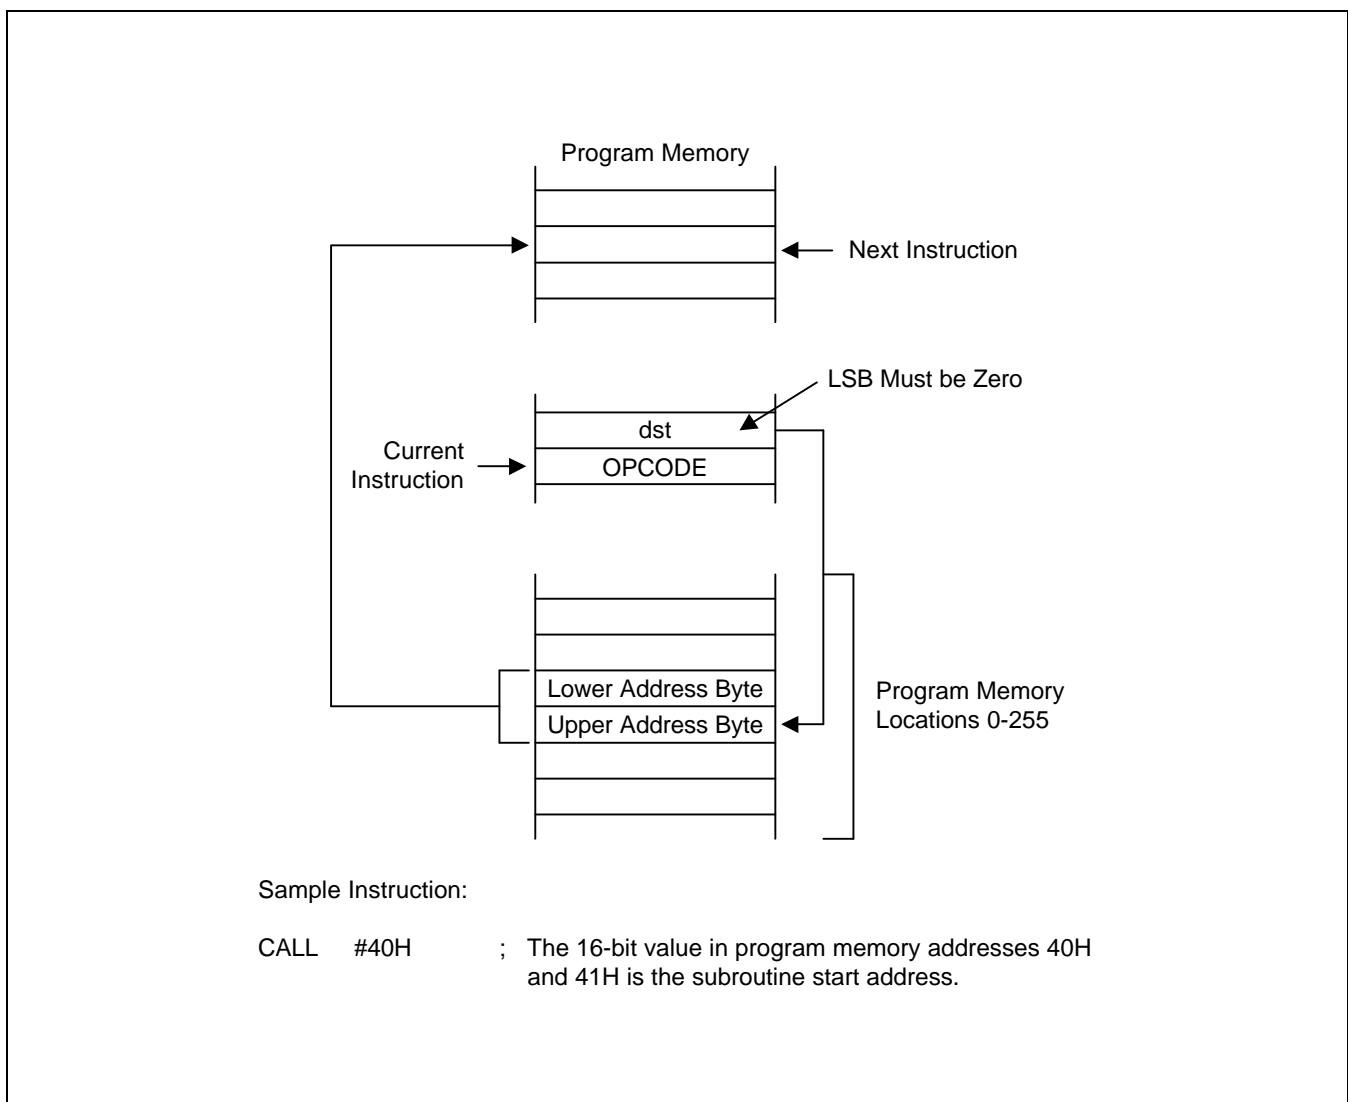 Program Memory
Next Instruction
LSB Must be Zero
dst
Current
Instruction
OPCODE
Lower Address Byte
Upper Address Byte
Program Memory
Locations 0-255
Sample Instruction:
CALL #40H ; The 16-bit value in program memory addresses 40H
and 41H is the subroutine start address.